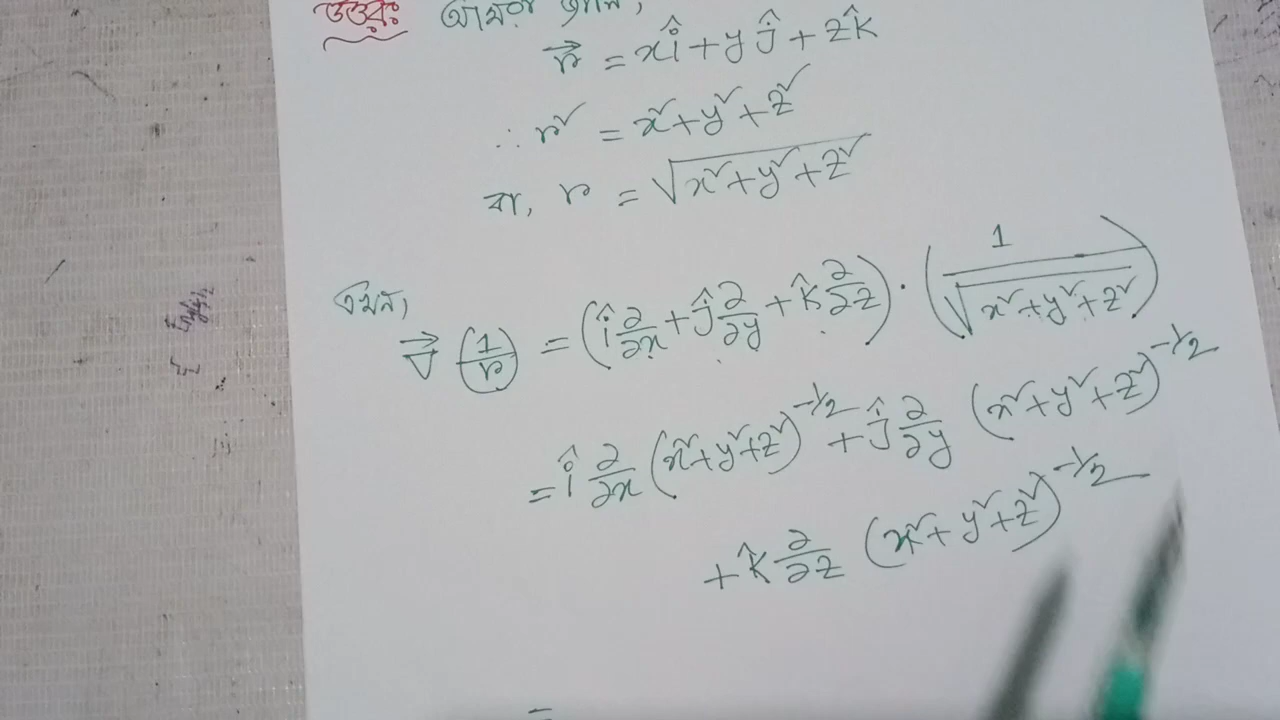 উত্তরঃ আমরা জানি,
r⃗ = xî + yĵ + zk̂
∴ r² = x² + y² + z²
বা, r = √(x² + y² + z²)
এখন,
∇⃗ (1/r) = (î ∂/∂x + ĵ ∂/∂y + k̂ ∂/∂z) · (1/√(x² + y² + z²))
= î ∂/∂x (x² + y² + z²)^(-1/2) + ĵ ∂/∂y (x² + y² + z²)^(-1/2)
+ k̂ ∂/∂z (x² + y² + z²)^(-1/2)
=